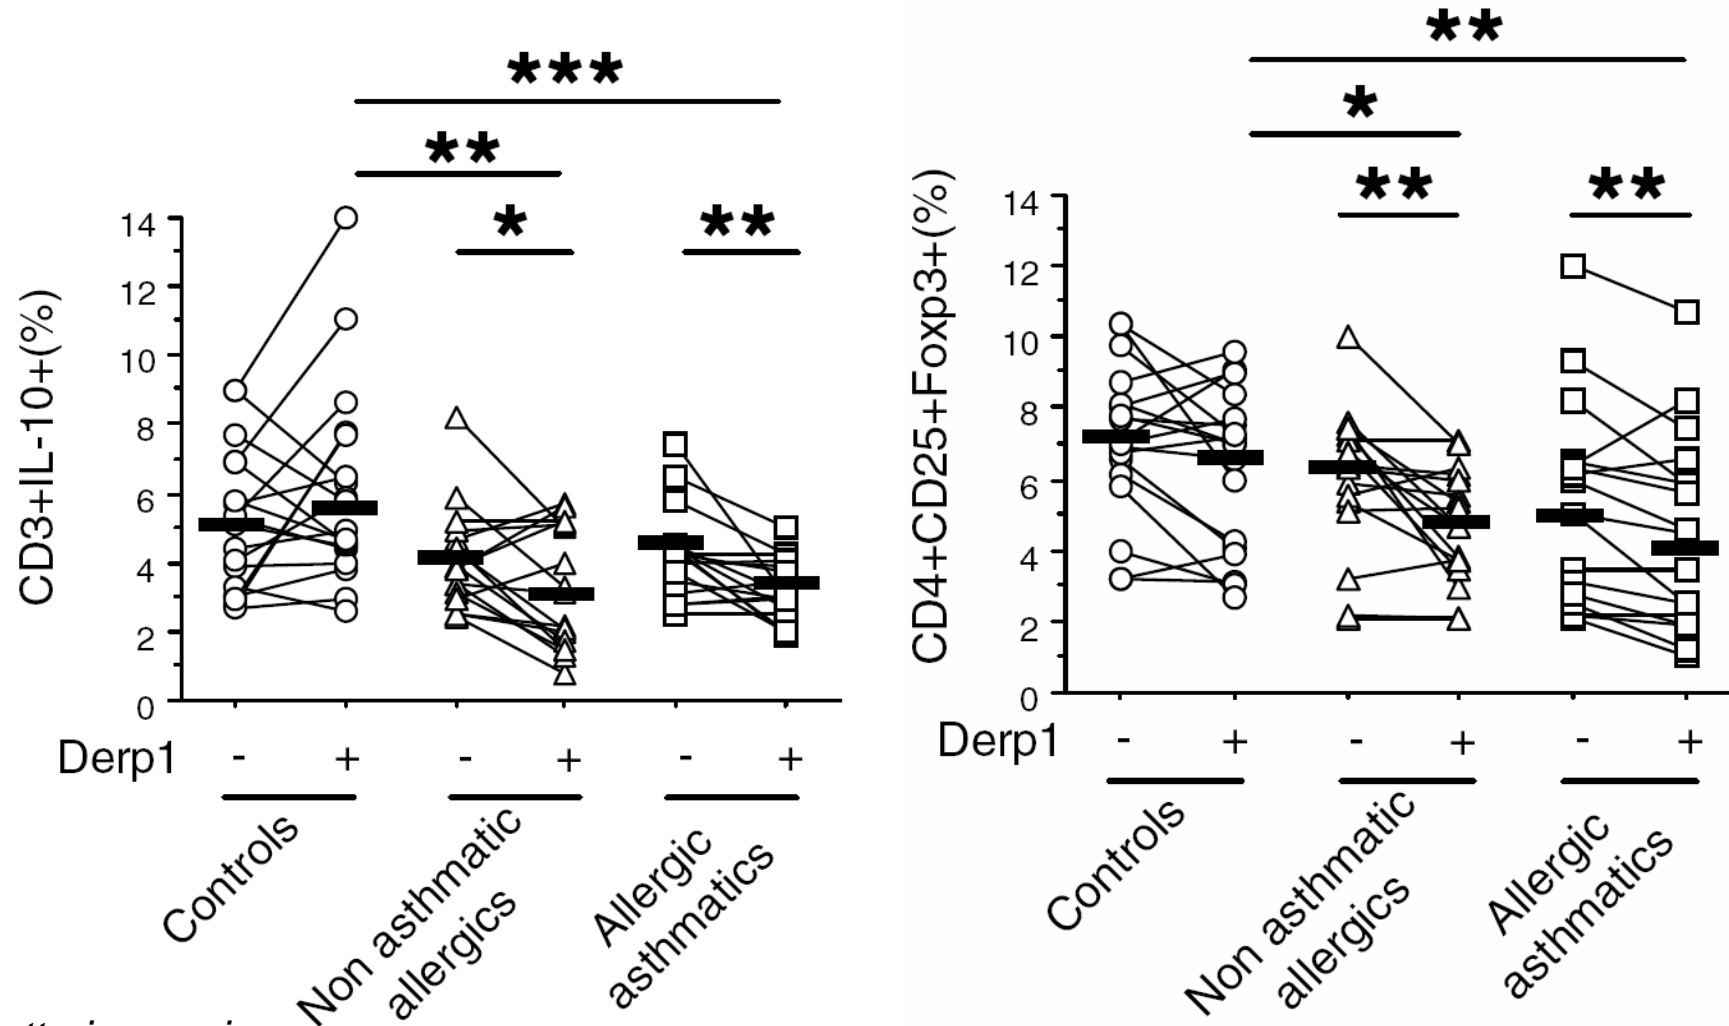 ***
**
*
**
CD3+IL-10+(%)
14
12
10
8
6
4
2
0
Derp1 - + - + - +
Controls
Non asthmatic
allergics
Allergic
asthmatics
**
*
**
**
CD4+CD25+Foxp3+(%)
14
12
10
8
6
4
2
0
Derp1 - + - + - +
Controls
Non asthmatic
allergics
Allergic
asthmatics